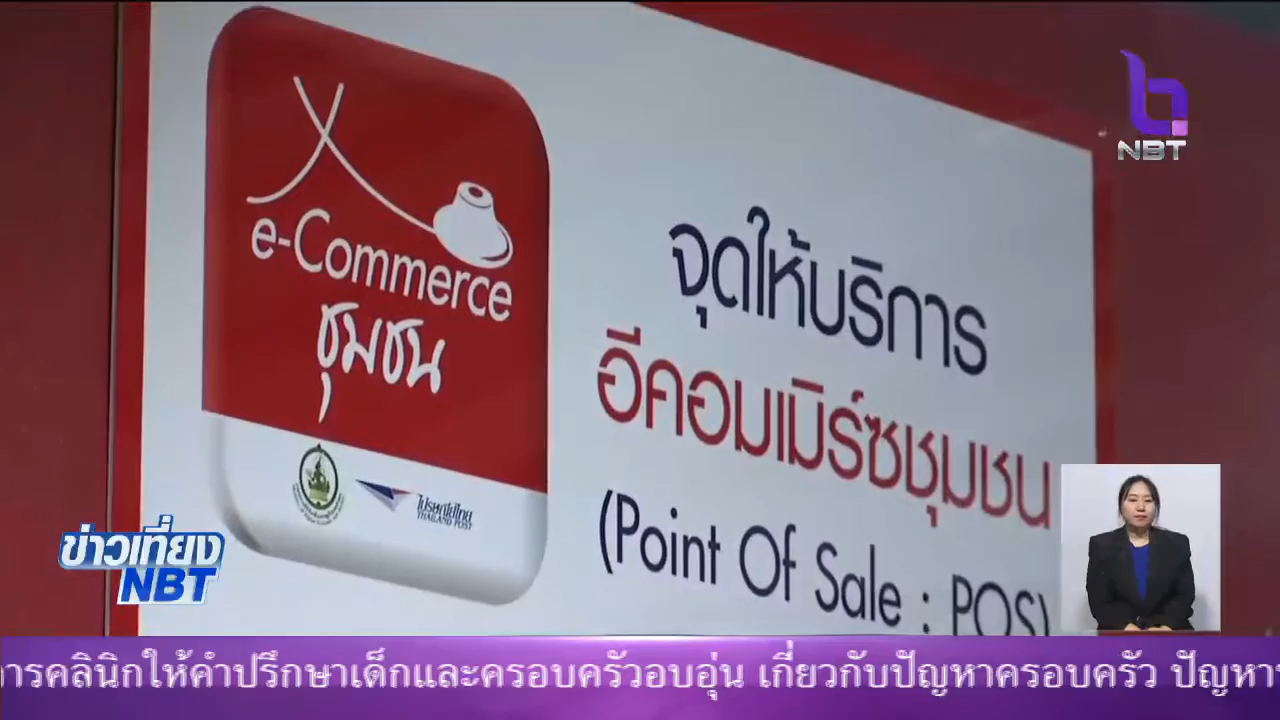 NBT
e-Commerce
ชุมชน
ไปรษณีย์ไทย
THAILAND POST
จุดให้บริการ
อีคอมเมิร์ซชุมชน
(Point Of Sale : POS)
ข่าวเที่ยง
NBT
ารคลินิกให้คำปรึกษาเด็กและครอบครัวอบอุ่น เกี่ยวกับปัญหาครอบครัว ปัญหา